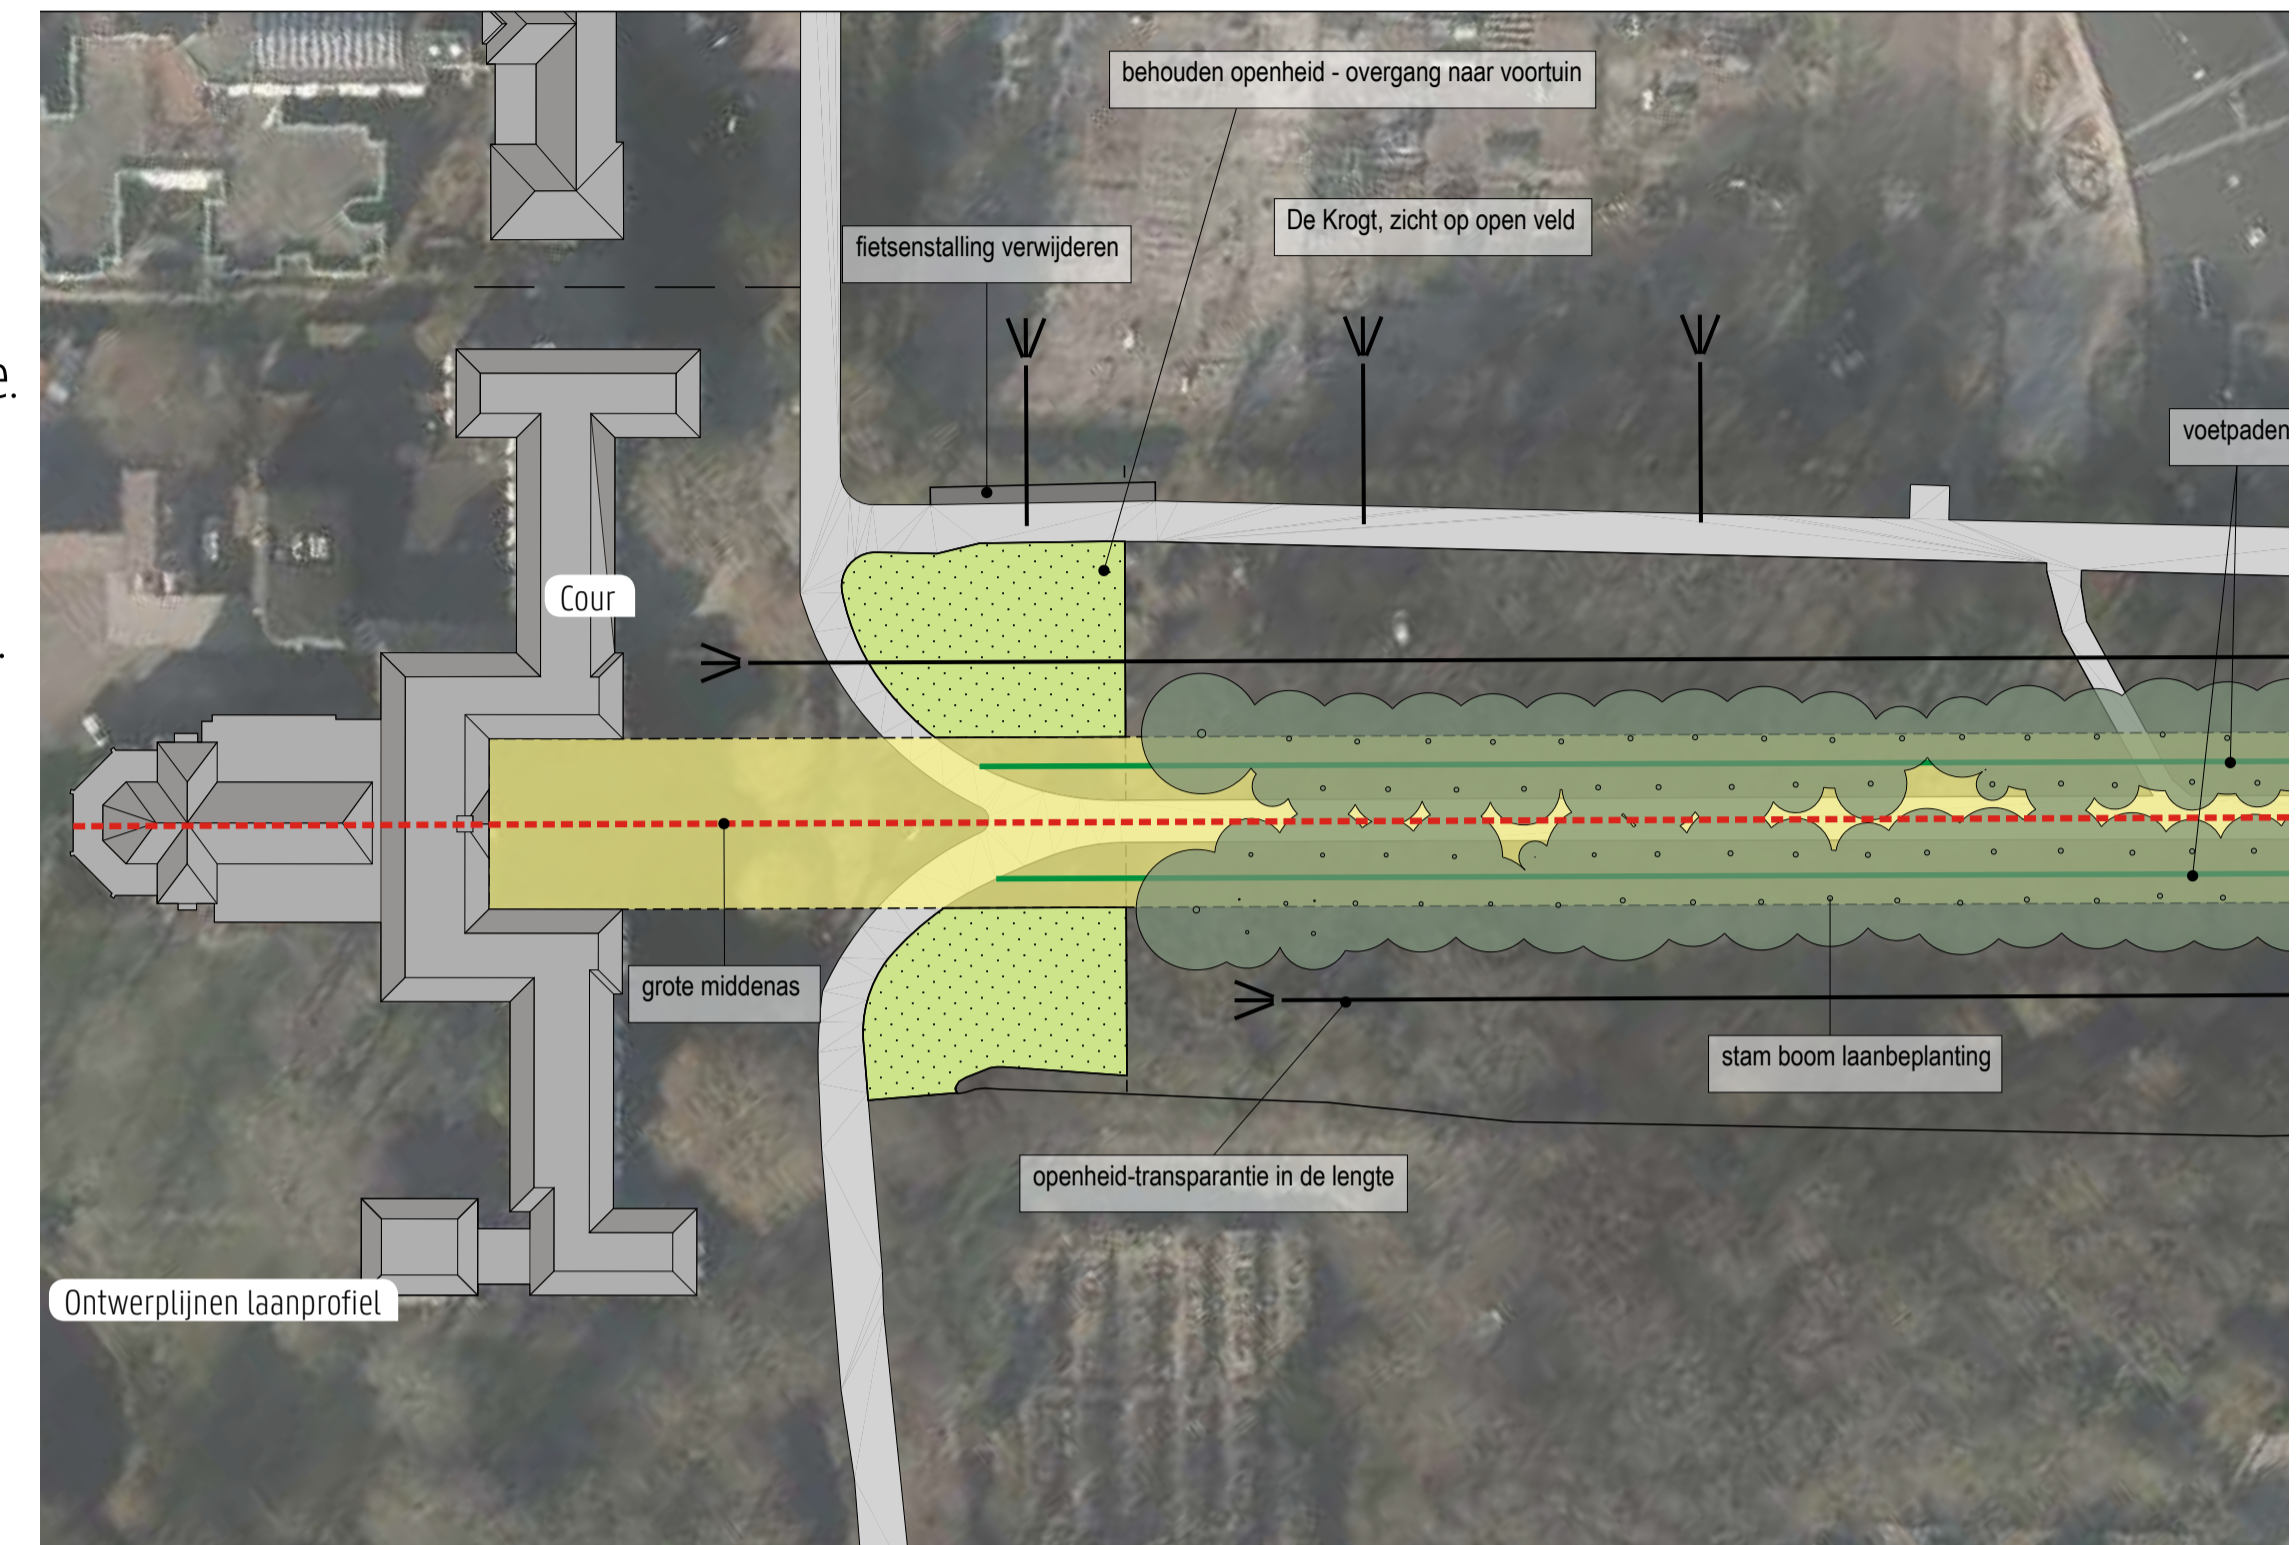 behouden openheid - overgang naar voortuin
De Krogt, zicht op open veld
fietsenstalling verwijderen
e.
voetpaden
Cour
.
grote middenas
stam boom laanbeplanting
openheid-transparantie in de lengte
Ontwerplijnen laanprofiel